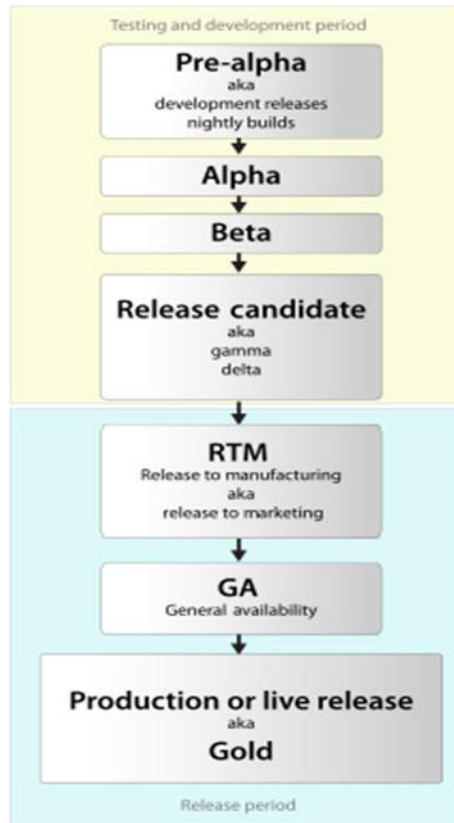 Testing and development period
Pre-alpha
aka
development releases
nightly builds
Alpha
Beta
Release candidate
aka
gamma
delta
RTM
Release to manufacturing
aka
release to marketing
GA
General availability
Production or live release
aka
Gold
Release period